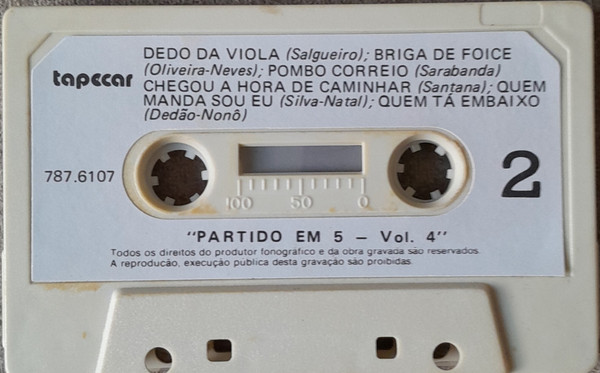 DEDO DA VIOLA (Salgueiro); BRIGA DE FOICE
tapecar
(Oliveira-Neves); POMBO CORREIO (Sarabanda)
CHEGOU A HORA DE CAMINHAR (Santana); QUEM
MANDA SOU EU (Silva-Natal); QUEM TÁ EMBAIXO
(Dedão-Nonô)
787.6107
2
100 50 0
"PARTIDO EM 5 — Vol. 4"
Todos os direitos do produtor fonográfico e da obra gravada são reservados.
A reprodução, execução pública desta gravação são proibidas.